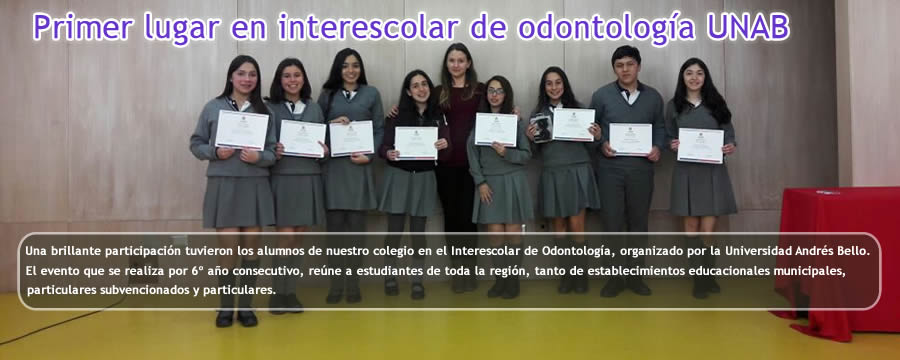 Primer lugar en interescolar de odontología UNAB
Una brillante participación tuvieron los alumnos de nuestro colegio en el Interescolar de Odontología, organizado por la Universidad Andrés Bello.
El evento que se realiza por 6º año consecutivo, reúne a estudiantes de toda la región, tanto de establecimientos educacionales municipales,
particulares subvencionados y particulares.